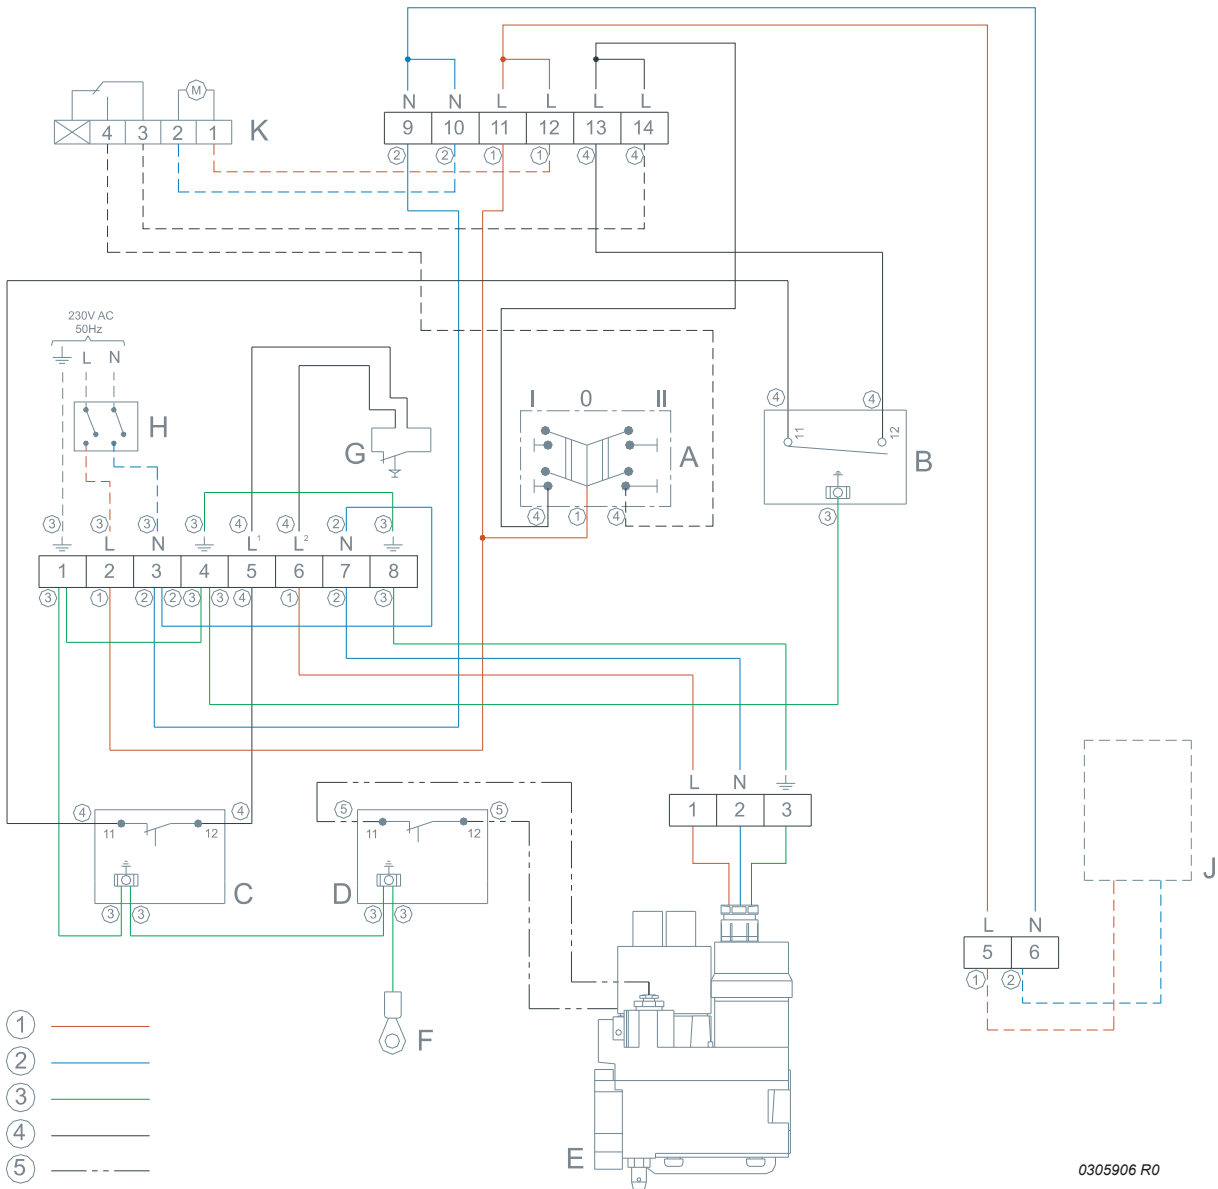 N N L L L L
M
4 3 2 1 K
9 10 11 12 13 14
2 2 1 1 4 4
230V AC
50Hz
L N
H
G
I 0 II
A
4 1 4
4 4
11 12
B
3
3 3 3 3 4 4 2 3
L N L1 L2 N
1 2 3 4 5 6 7 8
3 1 2 2 3 3 4 1 2 3
L N
1 2 3
4 4
11 12
C
3 3
5 5
11 12
D
3 3
J
L N
5 6
1 2
F
E
1
2
3
4
5
0305906 R0